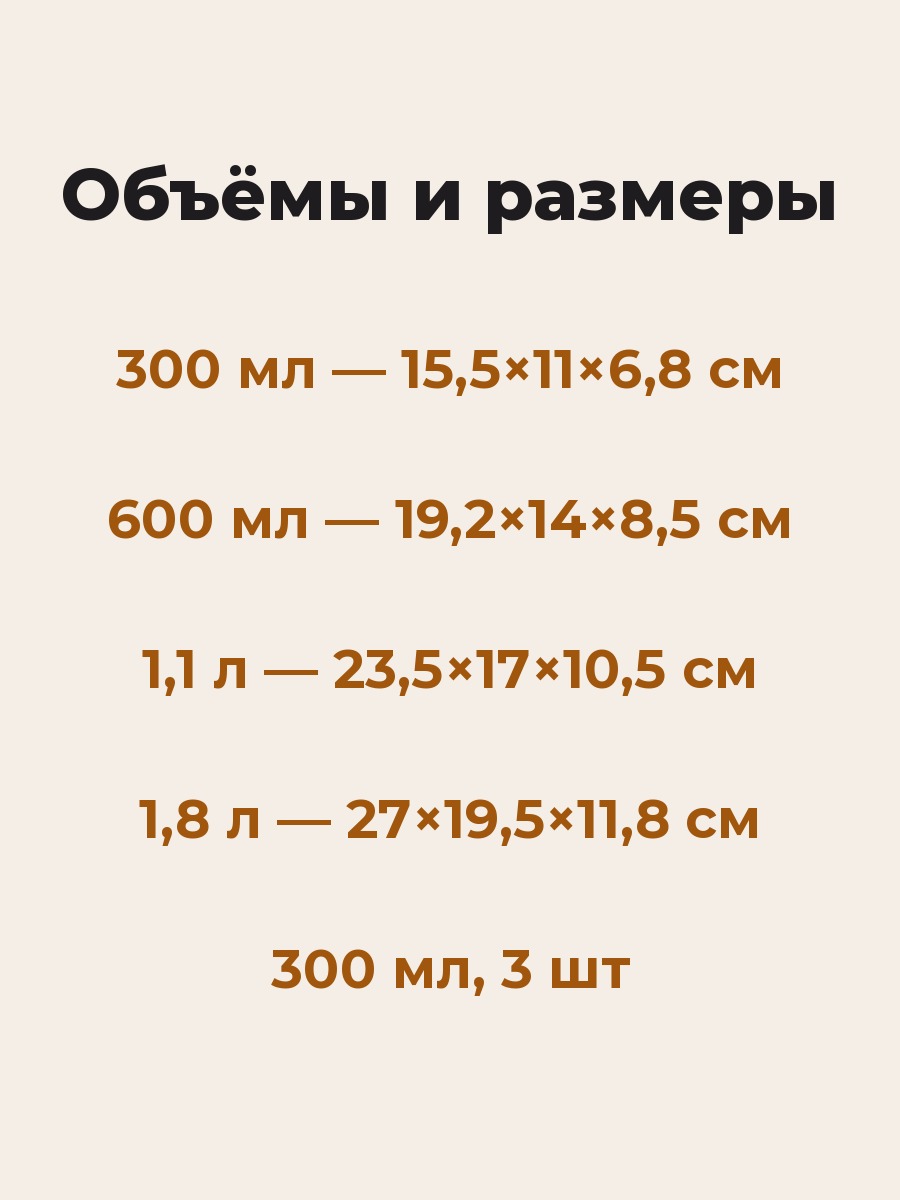 Объёмы и размеры
300 мл — 15,5×11×6,8 см
600 мл — 19,2×14×8,5 см
1,1 л — 23,5×17×10,5 см
1,8 л — 27×19,5×11,8 см
300 мл, 3 шт